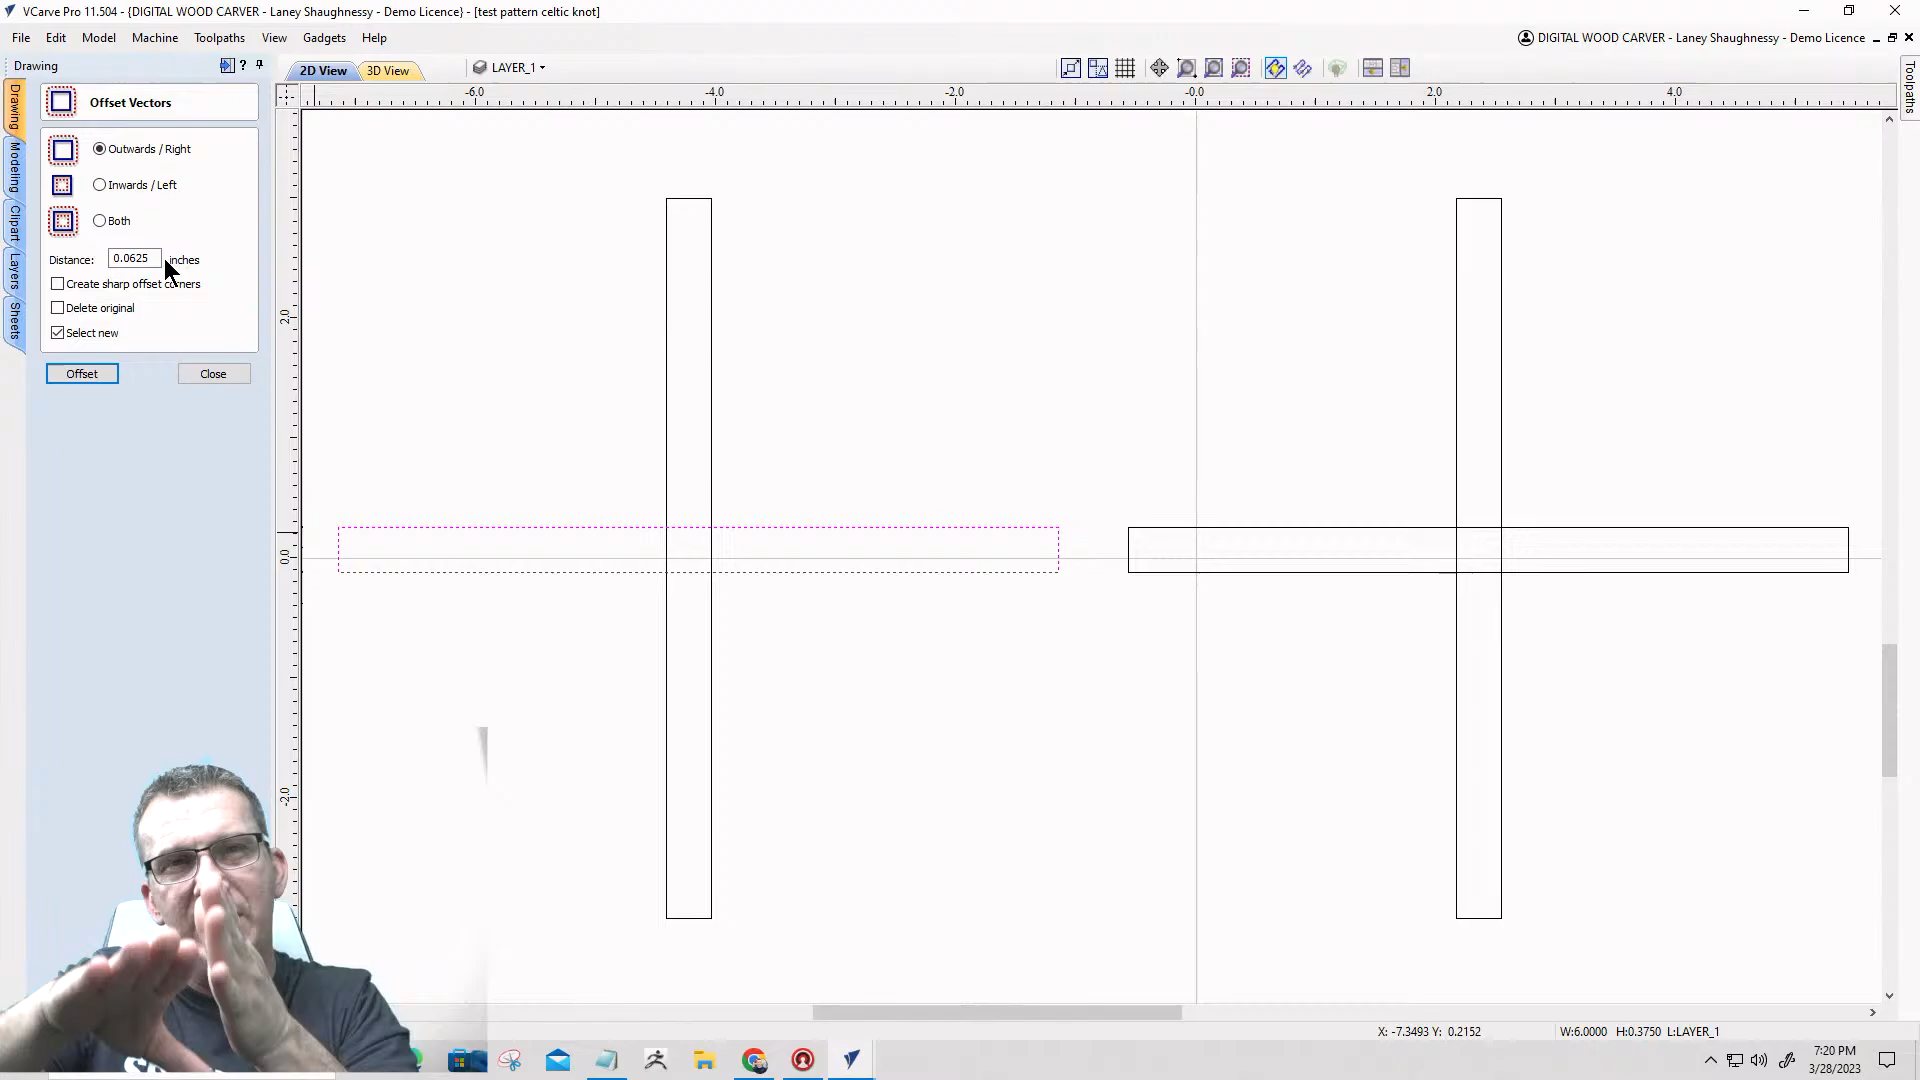 VCarve Pro 11.504 - {DIGITAL WOOD CARVER - Laney Shaughnessy - Demo Licence} - [test pattern celtic knot]
File Edit Model Machine Toolpaths View Gadgets Help
DIGITAL WOOD CARVER - Laney Shaughnessy - Demo Licence
Drawing ?
2D View 3D View LAYER_1
Toolpaths
-6.0 -4.0 -2.0 -0.0 2.0 4.0
Drawing
Modeling
Clipart
Layers
Sheets
Offset Vectors
Outwards / Right
Inwards / Left
Both
Distance: 0.0625 inches
Create sharp offset corners
Delete original
Select new
Offset Close
2.0
0.0
-2.0
X: -7.3493 Y: 0.2152 W:6.0000 H:0.3750 L:LAYER_1
7:20 PM
3/28/2023